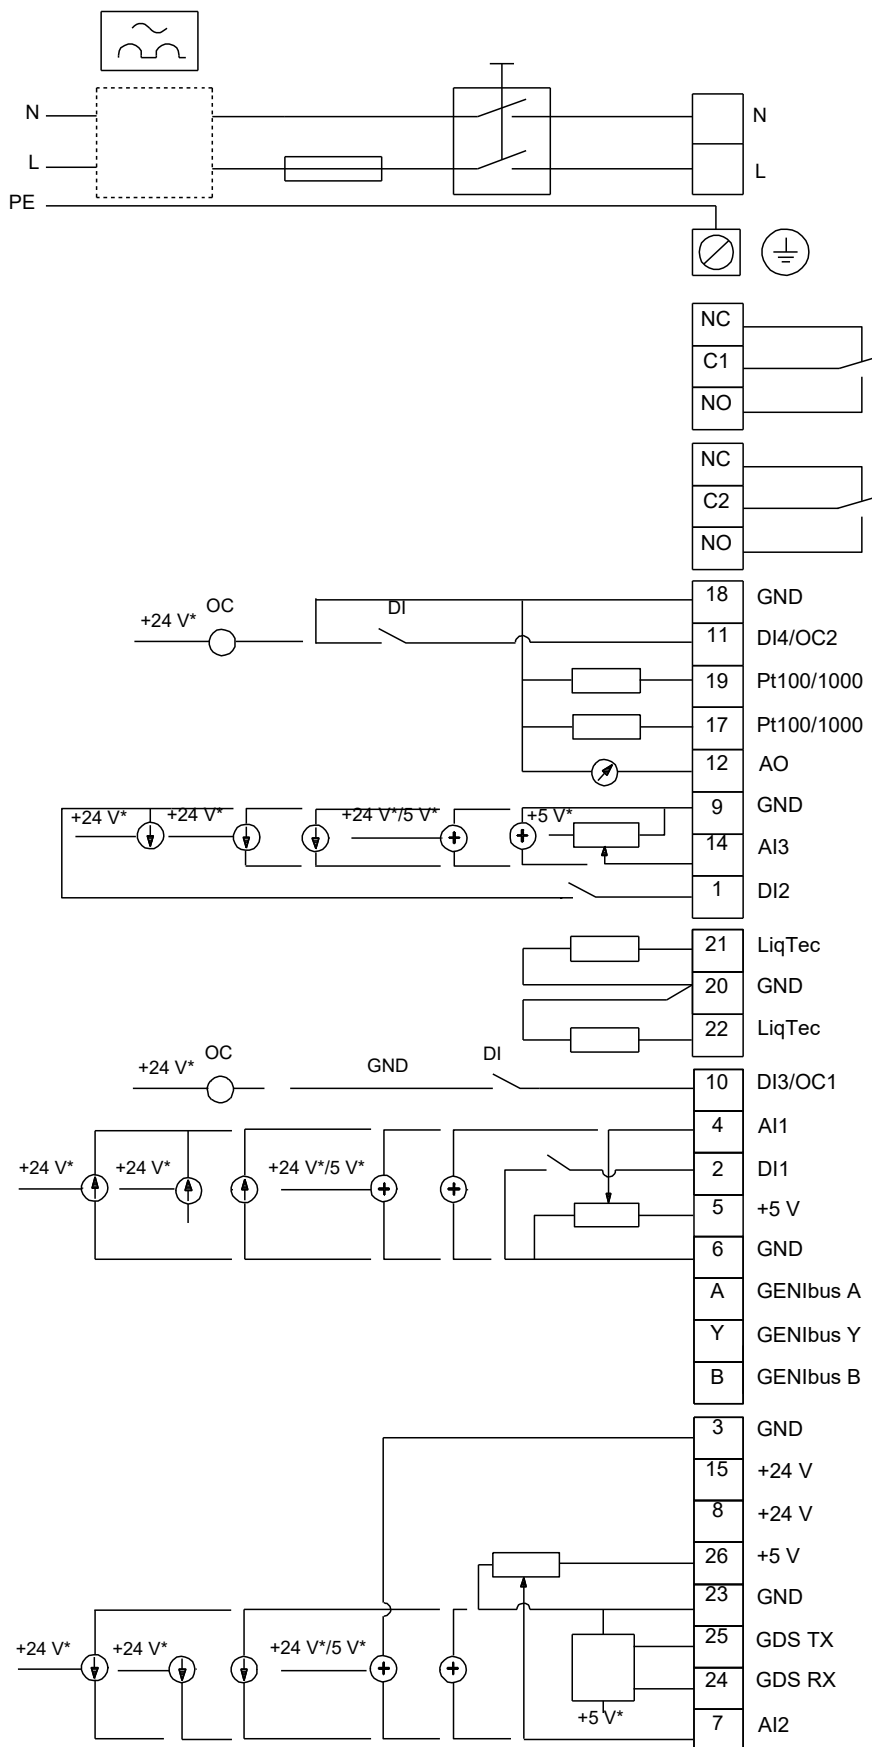 N N
L L
PE
NC
C1
NO
NC
C2
NO
18 GND
+24 V* OC DI 11 DI4/OC2
19 Pt100/1000
17 Pt100/1000
12 AO
+24 V* +24 V* +24 V*/5 V* +5 V* 9 GND
14 AI3
1 DI2
21 LiqTec
20 GND
22 LiqTec
+24 V* OC GND DI 10 DI3/OC1
4 AI1
+24 V* +24 V* +24 V*/5 V* 2 DI1
5 +5 V
6 GND
A GENIbus A
Y GENIbus Y
B GENIbus B
3 GND
15 +24 V
8 +24 V
26 +5 V
23 GND
25 GDS TX
+24 V* +24 V* +24 V*/5 V* 24 GDS RX
+5 V* 7 AI2